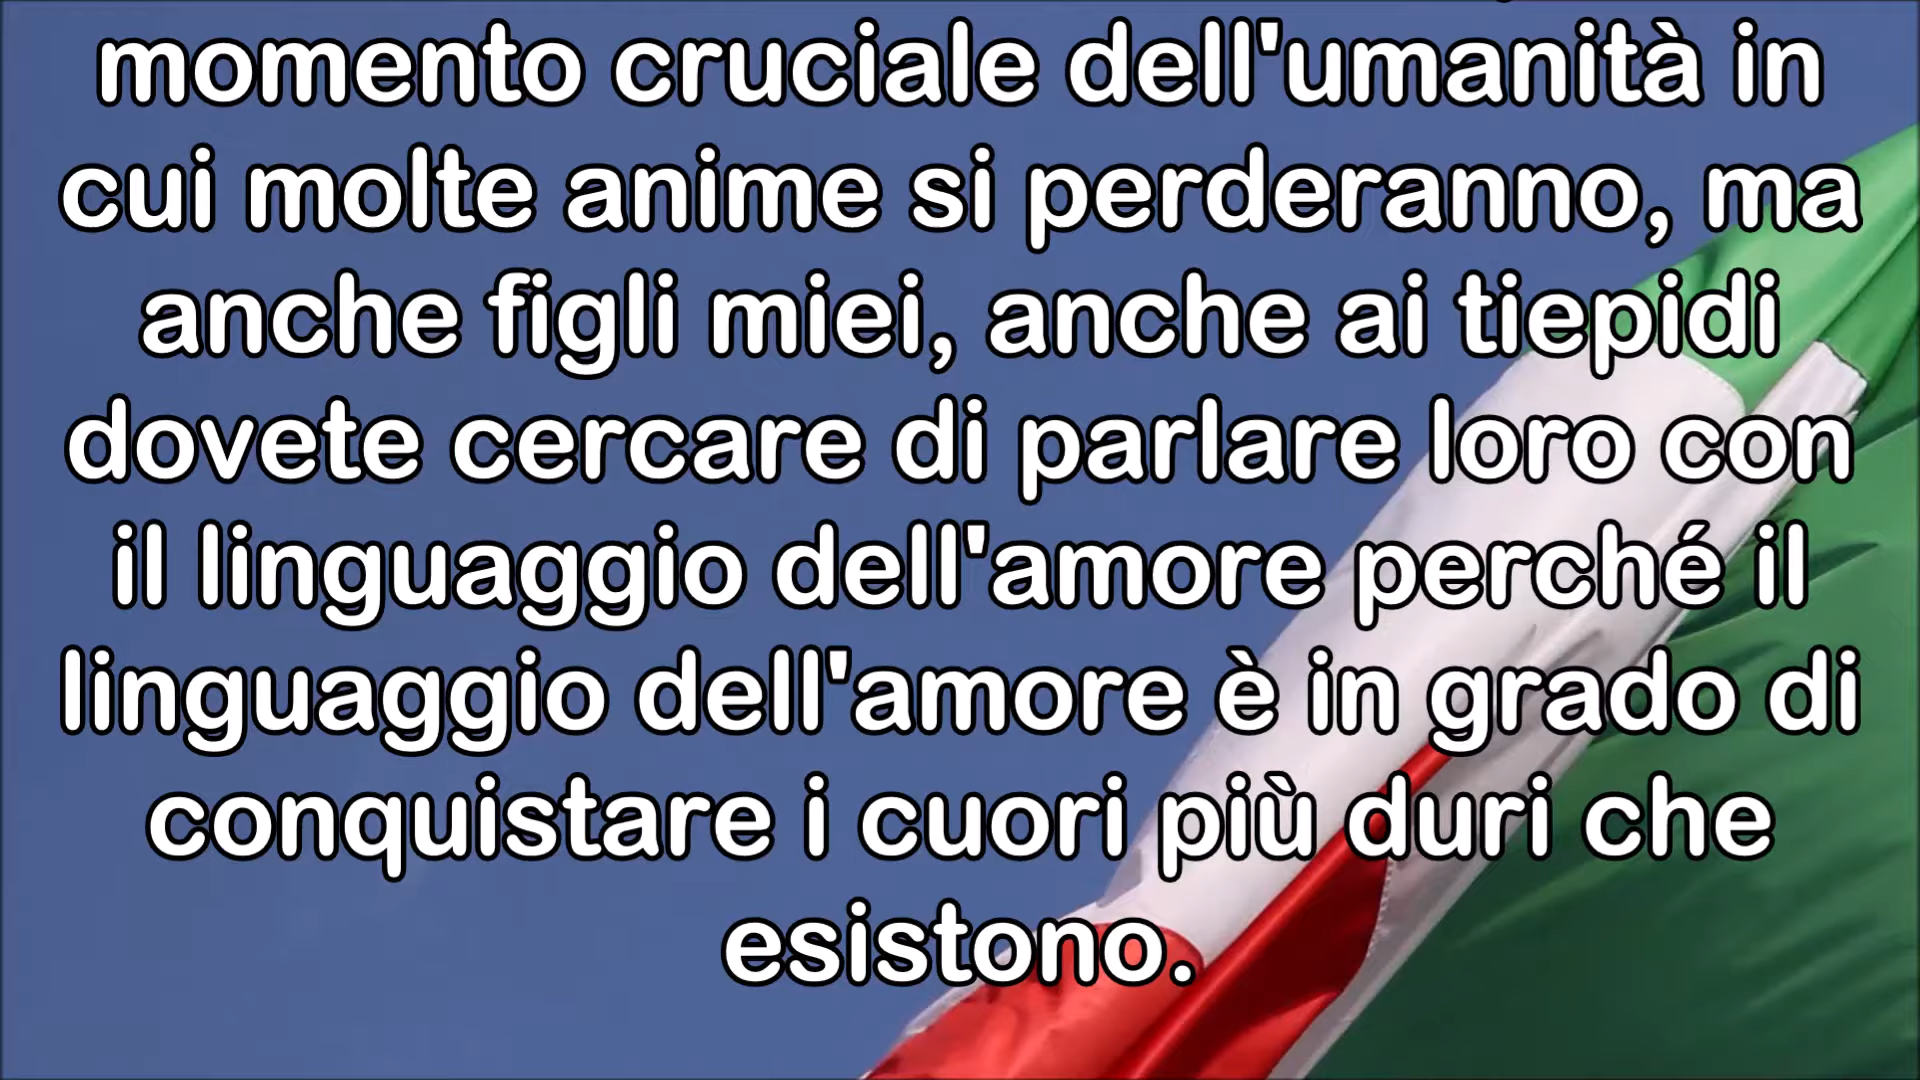 momento cruciale dell'umanità in
cui molte anime si perderanno, ma
anche figli miei, anche ai tiepidi
dovete cercare di parlare loro con
il linguaggio dell'amore perché il
linguaggio dell'amore è in grado di
conquistare i cuori più duri che
esistono.